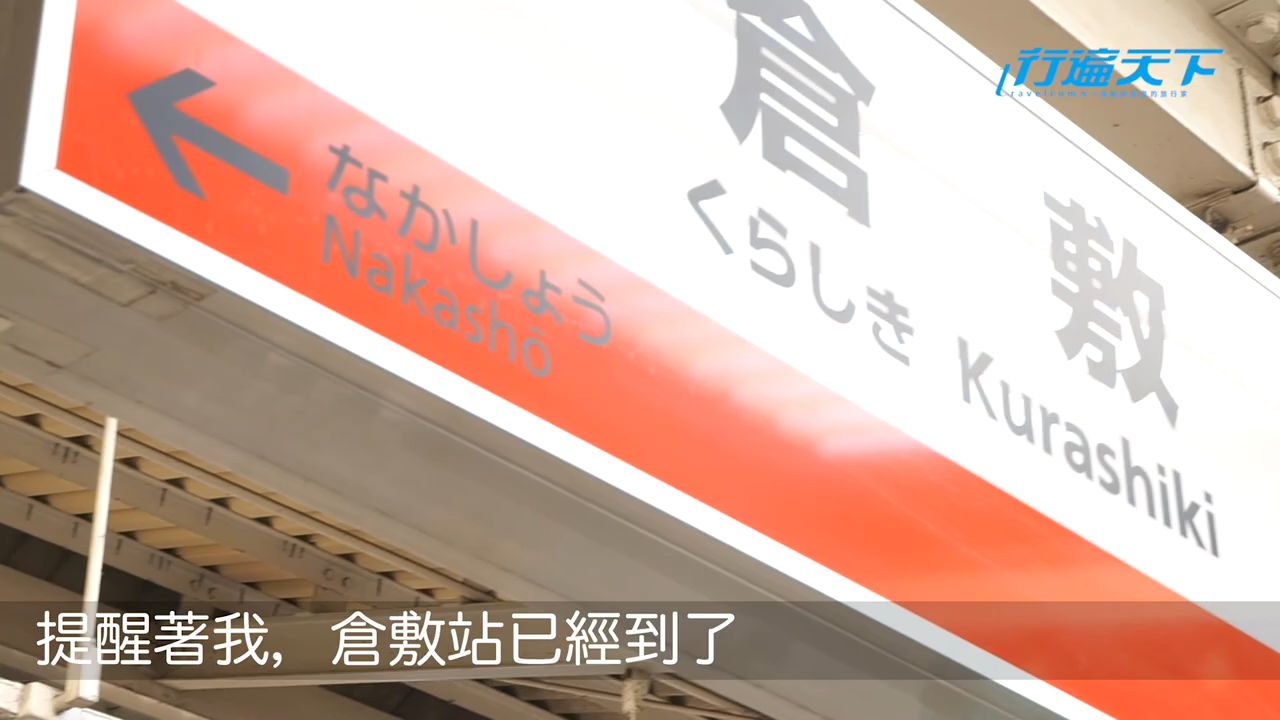 行遍天下
倉敷
くらしき Kurashiki
なかしょう
Nakashō
提醒著我, 倉敷站已經到了